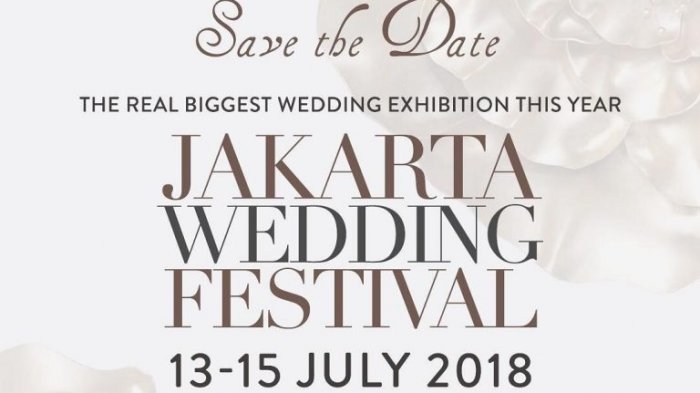 Save the Date
THE REAL BIGGEST WEDDING EXHIBITION THIS YEAR
JAKARTA
WEDDING
FESTIVAL
13-15 JULY 2018